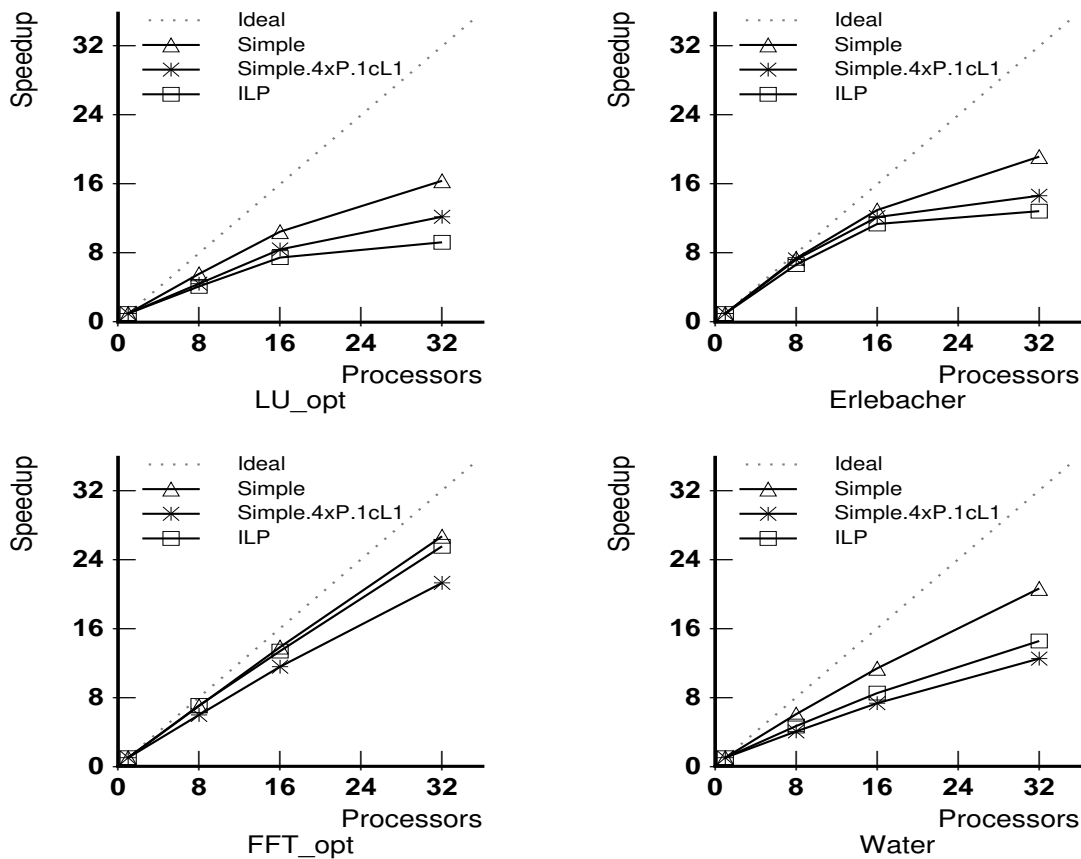 Speedup
32
24
16
8
0
Ideal
Simple
Simple.4xP.1cL1
ILP
0 8 16 24 32
Processors
LU_opt
Speedup
32
24
16
8
0
Ideal
Simple
Simple.4xP.1cL1
ILP
0 8 16 24 32
Processors
Erlebacher
Speedup
32
24
16
8
0
Ideal
Simple
Simple.4xP.1cL1
ILP
0 8 16 24 32
Processors
FFT_opt
Speedup
32
24
16
8
0
Ideal
Simple
Simple.4xP.1cL1
ILP
0 8 16 24 32
Processors
Water